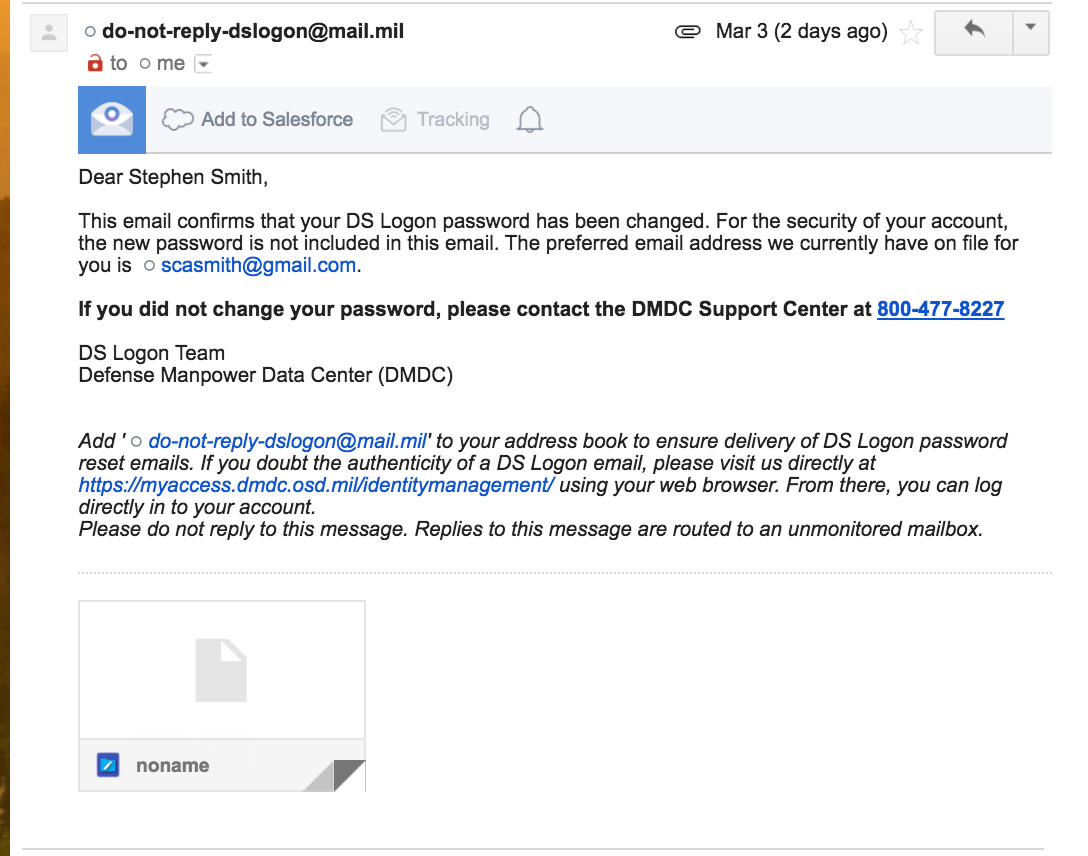 do-not-reply-dslogon@mail.mil
Mar 3 (2 days ago)
to me
Add to Salesforce
Tracking
Dear Stephen Smith,
This email confirms that your DS Logon password has been changed. For the security of your account,
the new password is not included in this email. The preferred email address we currently have on file for
you is scasmith@gmail.com.
If you did not change your password, please contact the DMDC Support Center at 800-477-8227
DS Logon Team
Defense Manpower Data Center (DMDC)
Add ' do-not-reply-dslogon@mail.mil' to your address book to ensure delivery of DS Logon password
reset emails. If you doubt the authenticity of a DS Logon email, please visit us directly at
https://myaccess.dmdc.osd.mil/identitymanagement/ using your web browser. From there, you can log
directly in to your account.
Please do not reply to this message. Replies to this message are routed to an unmonitored mailbox.
noname